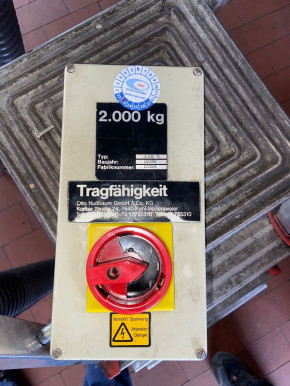 2.000 kg
Typ:
Baujahr:
Fabriknummer:
Tragfähigkeit
Otto Nußbaum GmbH & Co. KG
Korker Straße 24, 7640 Kehl-Bodersweier
Vorsicht Spannung
Attention
Danger